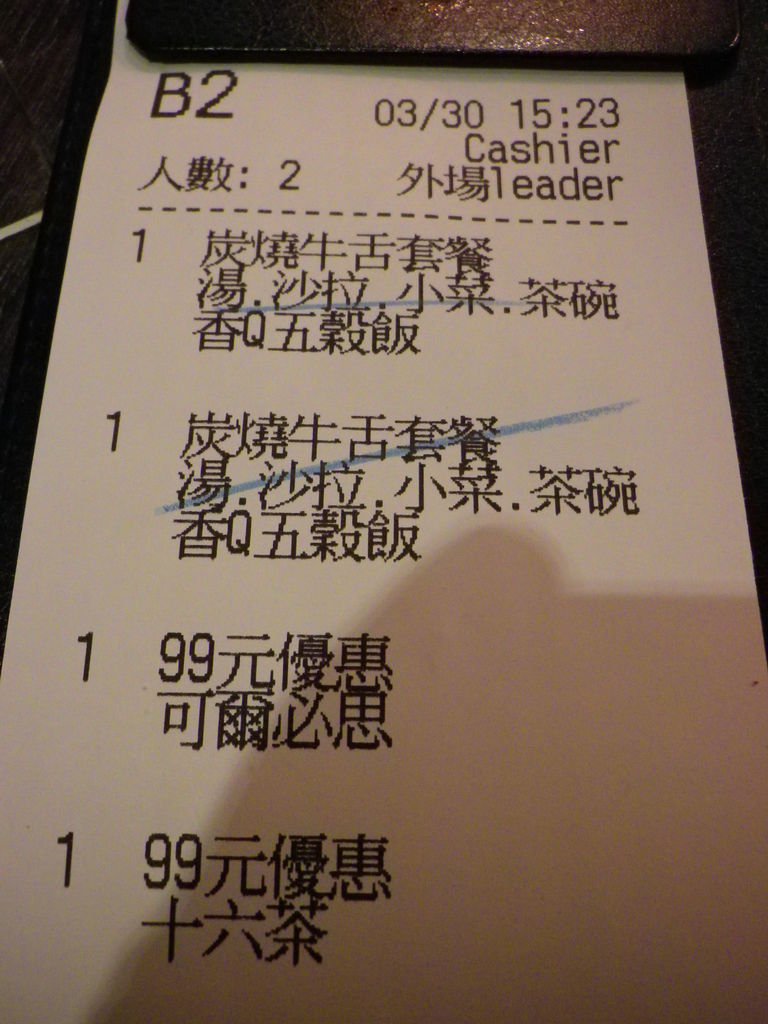 B2
03/30 15:23
Cashier
人數: 2 外場leader
1 炭燒牛舌套餐
湯.沙拉.小菜.茶碗
香Q五穀飯
1 炭燒牛舌套餐
湯.沙拉.小菜.茶碗
香Q五穀飯
1 99元優惠
可爾必思
1 99元優惠
十六茶